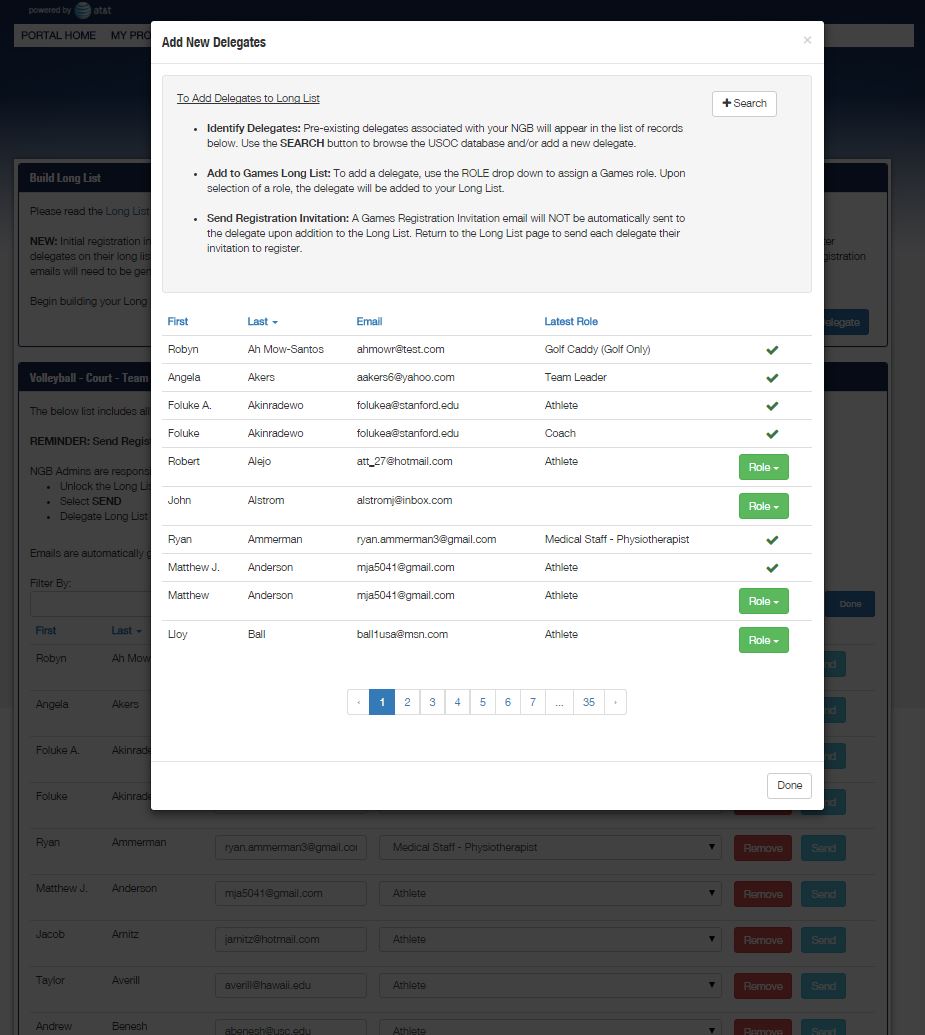 powered by at&t
PORTAL HOME MY PRO
Add New Delegates ×
To Add Delegates to Long List
Search
Identify Delegates: Pre-existing delegates associated with your NGB will appear in the list of records
below. Use the SEARCH button to browse the USOC database and/or add a new delegate.
Add to Games Long List: To add a delegate, use the ROLE drop down to assign a Games role. Upon
selection of a role, the delegate will be added to your Long List.
Send Registration Invitation: A Games Registration Invitation email will NOT be automatically sent to
the delegate upon addition to the Long List. Return to the Long List page to send each delegate their
invitation to register.
First Last Email Latest Role
Robyn Ah Mow-Santos ahmowr@test.com Golf Caddy (Golf Only)
Angela Akers aakers6@yahoo.com Team Leader
Foluke A. Akinradewo folukea@stanford.edu Athlete
Foluke Akinradewo folukea@stanford.edu Coach
Robert Alejo att_27@hotmail.com Athlete Role
John Alstrom alstromj@inbox.com Role
Ryan Ammerman ryan.ammerman3@gmail.com Medical Staff - Physiotherapist
Matthew J. Anderson mja5041@gmail.com Athlete
Matthew Anderson mja5041@gmail.com Athlete Role
Lloy Ball ball1usa@msn.com Athlete Role
‹ 1 2 3 4 5 6 7 ... 35 ›
Done
Build Long List
Please read the Long List
NEW: Initial registration in
delegates on their long lis gistration
emails will need to be gen
Begin building your Long elegate
Volleyball - Court - Team
The below list includes all
REMINDER: Send Regis
NGB Admins are responsi
Unlock the Long Lis
Select SEND
Delegate Long List
Emails are automatically g
Filter By:
Done
First Last
Robyn Ah Mow nd
Angela Akers nd
Foluke A. Akinrade nd
Foluke Akinrade nd
Ryan Ammerman ryan.ammerman3@gmail.co Medical Staff - Physiotherapist Remove Send
Matthew J. Anderson mja5041@gmail.com Athlete Remove Send
Jacob Arnitz jarnitz@hotmail.com Athlete Remove Send
Taylor Averill averill@hawaii.edu Athlete Remove Send
Andrew Benesh abenesh@usc.edu Athlete Remove Send